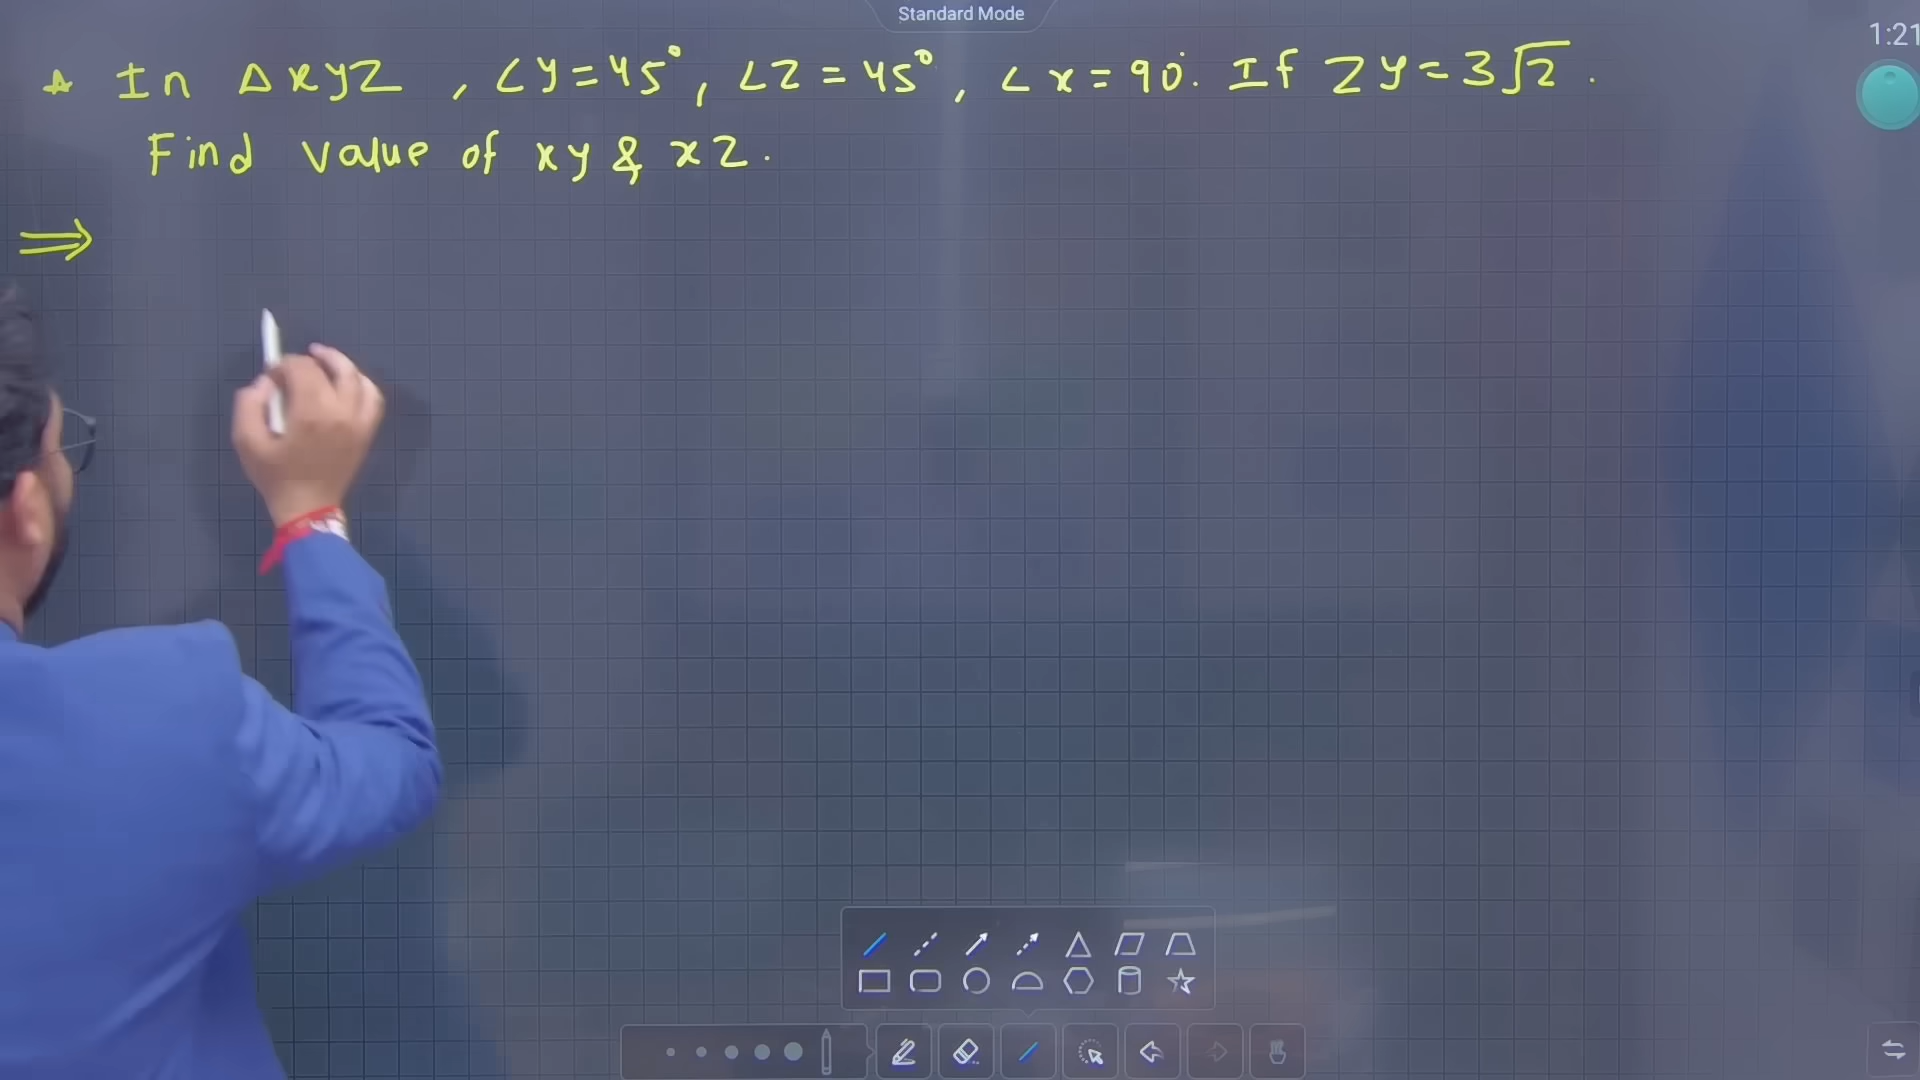 Standard Mode
1:21
In Δxyz, ∠y=45°, ∠z=45°, ∠x=90°. If zy=3√2.
Find value of xy & xz.
⇒